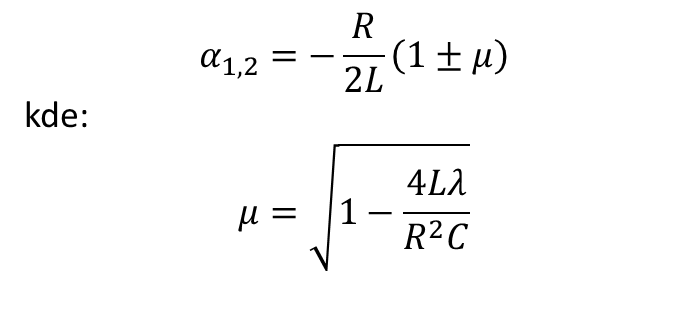 α₁,₂ = − R/2L (1 ± μ)
kde:
μ = √(1 − 4Lλ/R²C)